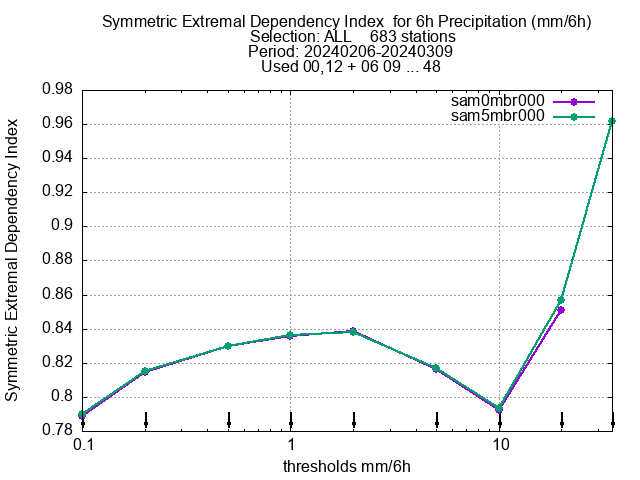 Symmetric Extremal Dependency Index  for 6h Precipitation (mm/6h)
Selection: ALL    683 stations
Period: 20240206-20240309
Used 00,12 + 06 09 ... 48
sam0mbr000
sam5mbr000
Symmetric Extremal Dependency Index
0.98
0.96
0.94
0.92
0.9
0.88
0.86
0.84
0.82
0.8
0.78
0.1 1 10
thresholds mm/6h